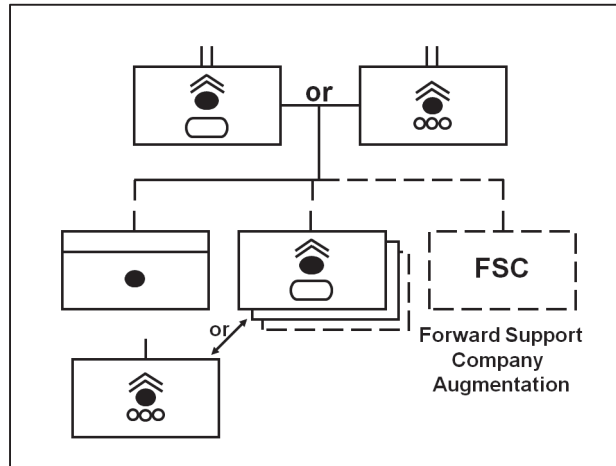 or
FSC
Forward Support
Company
Augmentation
or